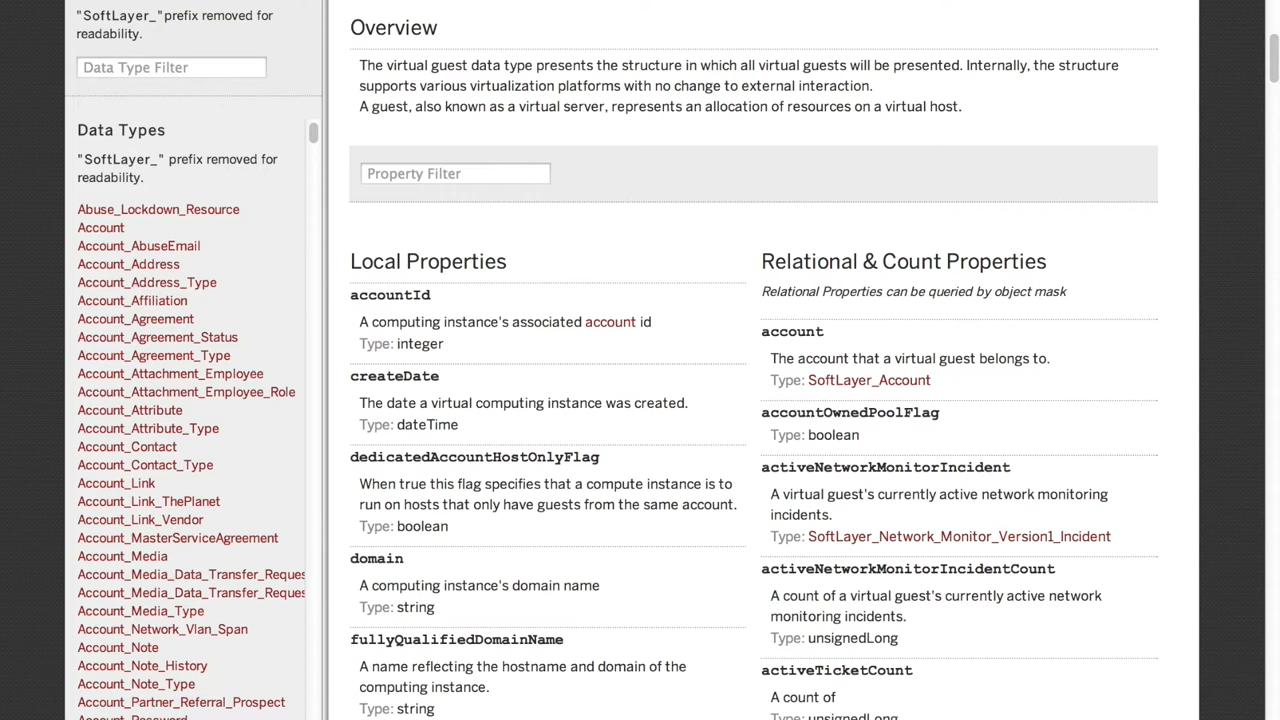 "SoftLayer_"prefix removed for
readability.
Data Type Filter
Data Types
"SoftLayer_" prefix removed for
readability.
Abuse_Lockdown_Resource
Account
Account_AbuseEmail
Account_Address
Account_Address_Type
Account_Affiliation
Account_Agreement
Account_Agreement_Status
Account_Agreement_Type
Account_Attachment_Employee
Account_Attachment_Employee_Role
Account_Attribute
Account_Attribute_Type
Account_Contact
Account_Contact_Type
Account_Link
Account_Link_ThePlanet
Account_Link_Vendor
Account_MasterServiceAgreement
Account_Media
Account_Media_Data_Transfer_Reques
Account_Media_Data_Transfer_Reques
Account_Media_Type
Account_Network_Vlan_Span
Account_Note
Account_Note_History
Account_Note_Type
Account_Partner_Referral_Prospect
Account_Password
Overview
The virtual guest data type presents the structure in which all virtual guests will be presented. Internally, the structure
supports various virtualization platforms with no change to external interaction.
A guest, also known as a virtual server, represents an allocation of resources on a virtual host.
Property Filter
Local Properties
accountId
A computing instance's associated account id
Type: integer
createDate
The date a virtual computing instance was created.
Type: dateTime
dedicatedAccountHostOnlyFlag
When true this flag specifies that a compute instance is to
run on hosts that only have guests from the same account.
Type: boolean
domain
A computing instance's domain name
Type: string
fullyQualifiedDomainName
A name reflecting the hostname and domain of the
computing instance.
Type: string
Relational & Count Properties
Relational Properties can be queried by object mask
account
The account that a virtual guest belongs to.
Type: SoftLayer_Account
accountOwnedPoolFlag
Type: boolean
activeNetworkMonitorIncident
A virtual guest's currently active network monitoring
incidents.
Type: SoftLayer_Network_Monitor_Version1_Incident
activeNetworkMonitorIncidentCount
A count of a virtual guest's currently active network
monitoring incidents.
Type: unsignedLong
activeTicketCount
A count of
Type: unsignedLong